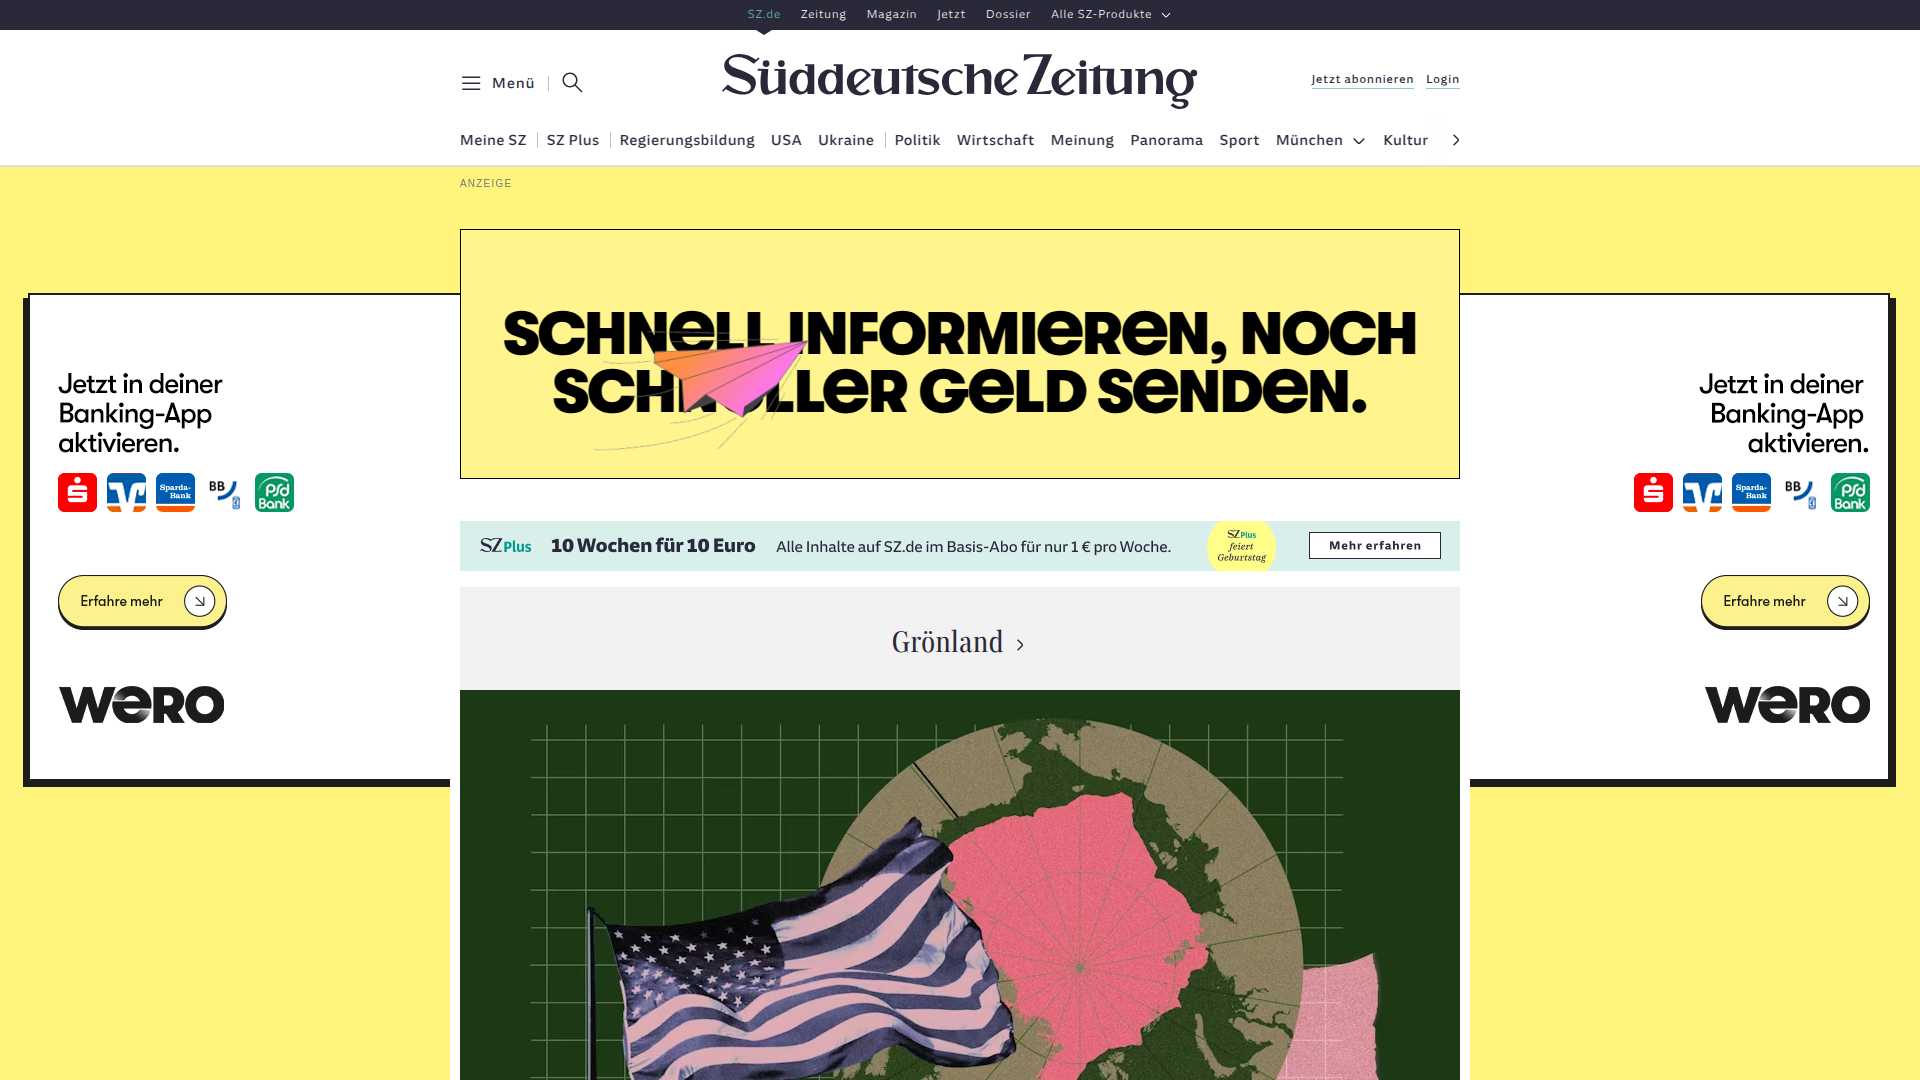 SZ.de Zeitung Magazin Jetzt Dossier Alle SZ-Produkte
Menü
Süddeutsche Zeitung
Jetzt abonnieren Login
Meine SZ SZ Plus Regierungsbildung USA Ukraine Politik Wirtschaft Meinung Panorama Sport München Kultur
ANZEIGE
SCHNELL INFORMIEREN, NOCH
SCHNELLER GELD SENDEN.
Jetzt in deiner
Banking-App
aktivieren.
Sparda-
Bank
BB
psd
Bank
Erfahre mehr
wero
Jetzt in deiner
Banking-App
aktivieren.
Sparda-
Bank
BB
psd
Bank
Erfahre mehr
wero
SZ Plus 10 Wochen für 10 Euro Alle Inhalte auf SZ.de im Basis-Abo für nur 1 € pro Woche.
SZ Plus
feiert
Geburtstag
Mehr erfahren
Grönland